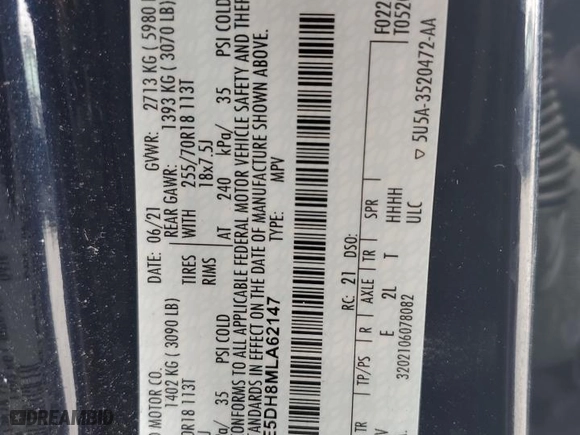 D MOTOR CO.
DATE: 06/21 GVWR: 2713 KG ( 5980
1402 KG ( 3090 LB) REAR GAWR: 1393 KG ( 3070 LB)
70R18 113T TIRES WITH 255/70R18 113T
RIMS 18x7.5J
kPa/ 35 PSI COLD AT 240 kPa/ 35 PSI COLD
CONFORMS TO ALL APPLICABLE FEDERAL MOTOR VEHICLE SAFETY AND THE
STANDARDS IN EFFECT ON THE DATE OF MANUFACTURE SHOWN ABOVE.
E5DH8MLA62147
TYPE: MPV
F022
T0520
RC: 21 DSO:
TR TP/PS R AXLE TR SPR
V E 2L T HHHH
ULC
3202106078082
▽ 5U5A-3520472-AA
DREAMBID